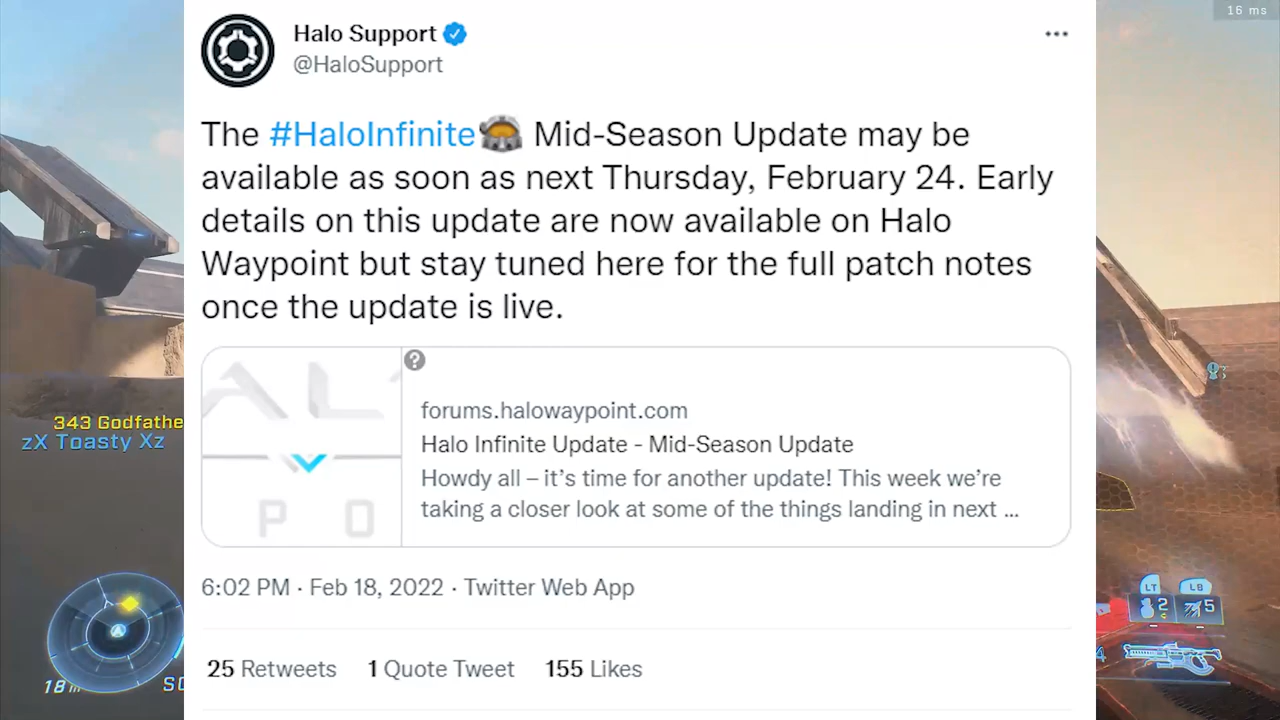 16 ms
Halo Support
@HaloSupport
The #HaloInfinite Mid-Season Update may be
available as soon as next Thursday, February 24. Early
details on this update are now available on Halo
Waypoint but stay tuned here for the full patch notes
once the update is live.
forums.halowaypoint.com
Halo Infinite Update - Mid-Season Update
Howdy all – it’s time for another update! This week we’re
taking a closer look at some of the things landing in next ...
P O
343 Godfathe
zX Toasty Xz
6:02 PM · Feb 18, 2022 · Twitter Web App
25 Retweets 1 Quote Tweet 155 Likes
18m
LT LB
2 5